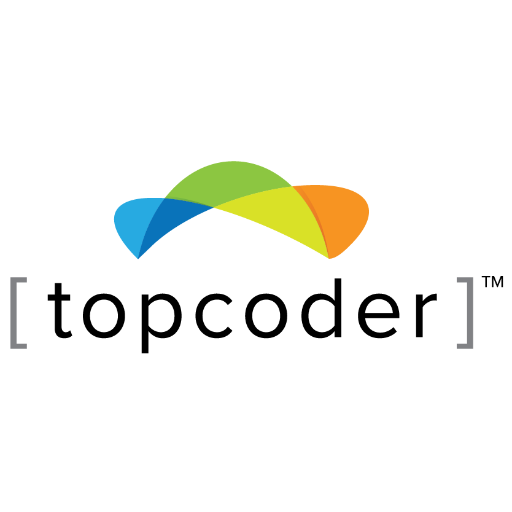 [ topcoder ]™